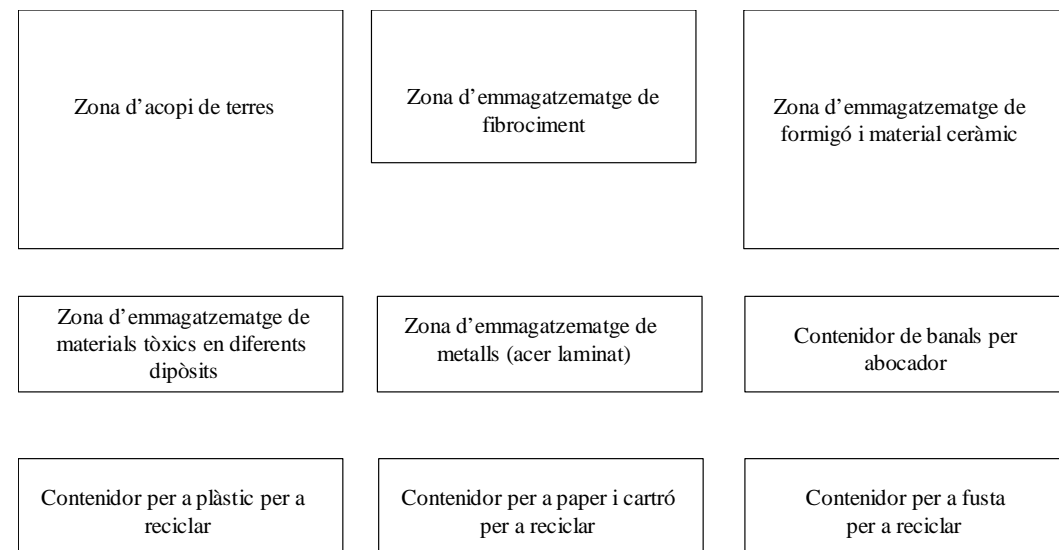 Zona d’acopi de terres
Zona d’emmagatzematge de
fibrociment
Zona d’emmagatzematge de
formigó i material ceràmic
Zona d’emmagatzematge de
materials tòxics en diferents
dipòsits
Zona d’emmagatzematge de
metalls (acer laminat)
Contenidor de banals per
abocador
Contenidor per a plàstic per a
reciclar
Contenidor per a paper i cartró
per a reciclar
Contenidor per a fusta
per a reciclar